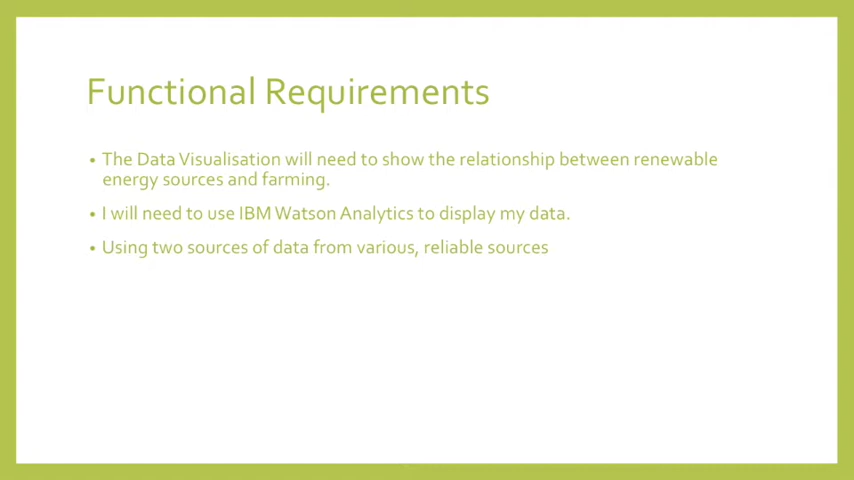 Functional Requirements
• The Data Visualisation will need to show the relationship between renewable
energy sources and farming.
• I will need to use IBM Watson Analytics to display my data.
• Using two sources of data from various, reliable sources